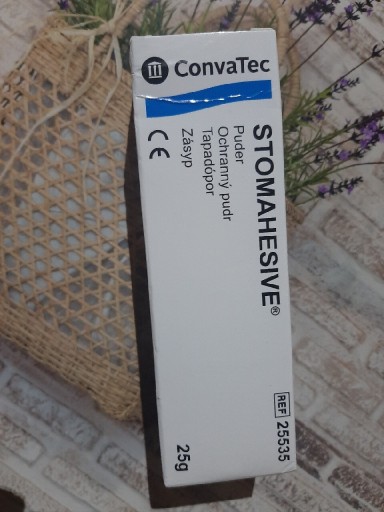 ConvaTec
STOMAHESIVE®
Puder
Ochranný pudr
Tapadópor
Zásyp
CE
REF 25535
25g